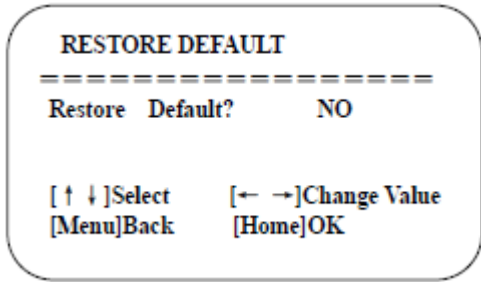 RESTORE DEFAULT
==================
Restore Default? NO
[↑ ↓]Select [← →]Change Value
[Menu]Back [Home]OK